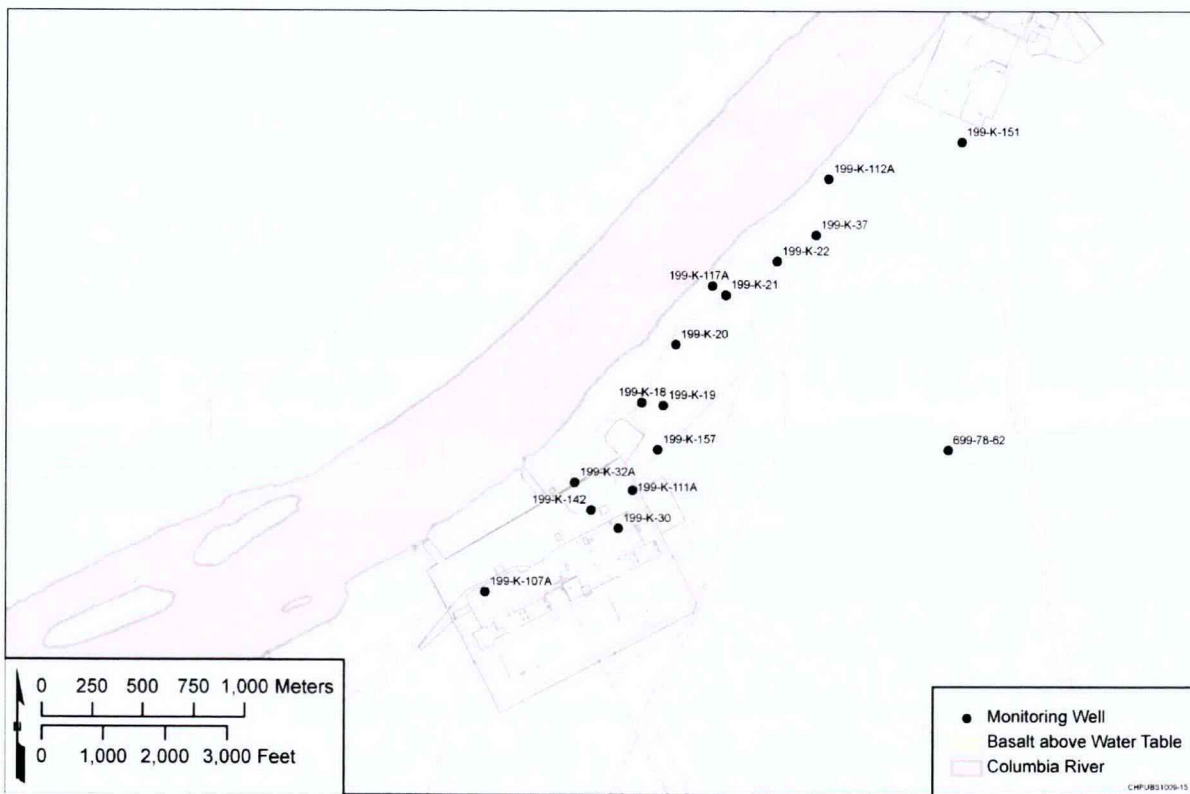 199-K-151
199-K-112A
199-K-37
199-K-22
199-K-117A
199-K-21
199-K-20
199-K-18
199-K-19
199-K-157
699-78-62
199-K-32A
199-K-111A
199-K-142
199-K-30
199-K-107A
0 250 500 750 1,000 Meters
0 1,000 2,000 3,000 Feet
Monitoring Well
Basalt above Water Table
Columbia River
CHPUBS1009-15